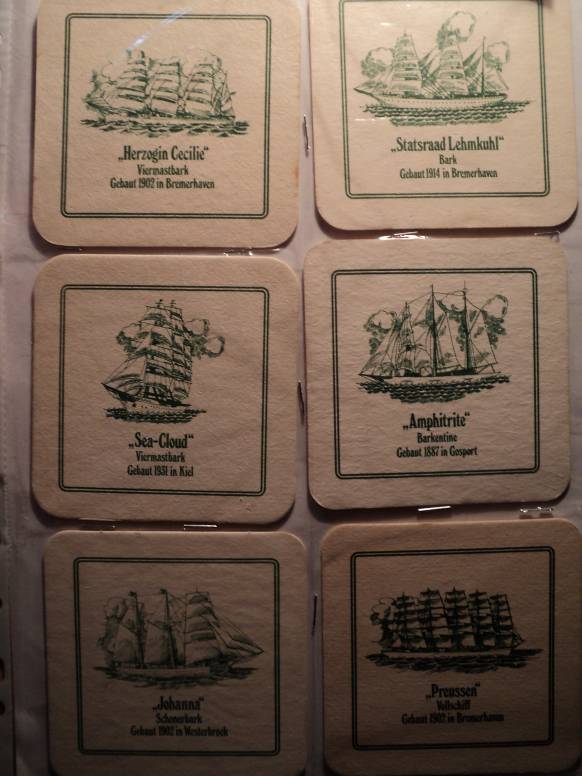 „Herzogin Cecilie“
Viermastbark
Gebaut 1902 in Bremerhaven
„Statsraad Lehmkuhl“
Bark
Gebaut 1914 in Bremerhaven
„Sea-Cloud“
Viermastbark
Gebaut 1931 in Kiel
„Amphitrite“
Barkentine
Gebaut 1887 in Gosport
„Johanna“
Schonerbark
Gebaut 1902 in Westerbroek
„Preussen“
Vollschiff
Gebaut 1902 in Bremerhaven